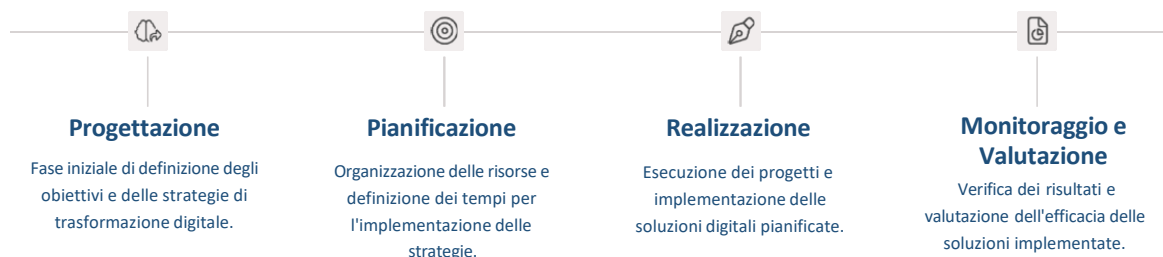 Progettazione
Fase iniziale di definizione degli
obiettivi e delle strategie di
trasformazione digitale.
Pianificazione
Organizzazione delle risorse e
definizione dei tempi per
l'implementazione delle
strategie.
Realizzazione
Esecuzione dei progetti e
implementazione delle
soluzioni digitali pianificate.
Monitoraggio e
Valutazione
Verifica dei risultati e
valutazione dell'efficacia delle
soluzioni implementate.